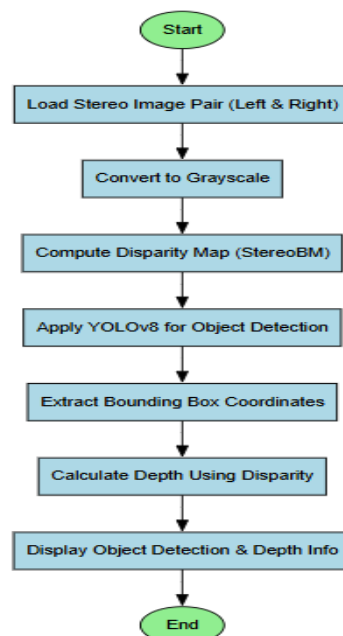 Start
Load Stereo Image Pair (Left & Right)
Convert to Grayscale
Compute Disparity Map (StereoBM)
Apply YOLOv8 for Object Detection
Extract Bounding Box Coordinates
Calculate Depth Using Disparity
Display Object Detection & Depth Info
End